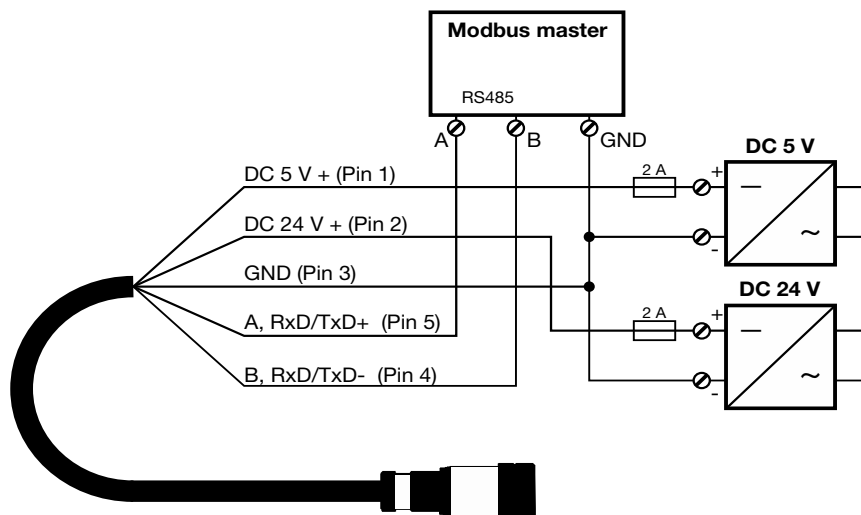 Modbus master
RS485
A
B
GND
DC 5 V
DC 5 V + (Pin 1)
2 A
+
-
DC 24 V + (Pin 2)
GND (Pin 3)
DC 24 V
A, RxD/TxD+ (Pin 5)
2 A
+
-
B, RxD/TxD- (Pin 4)